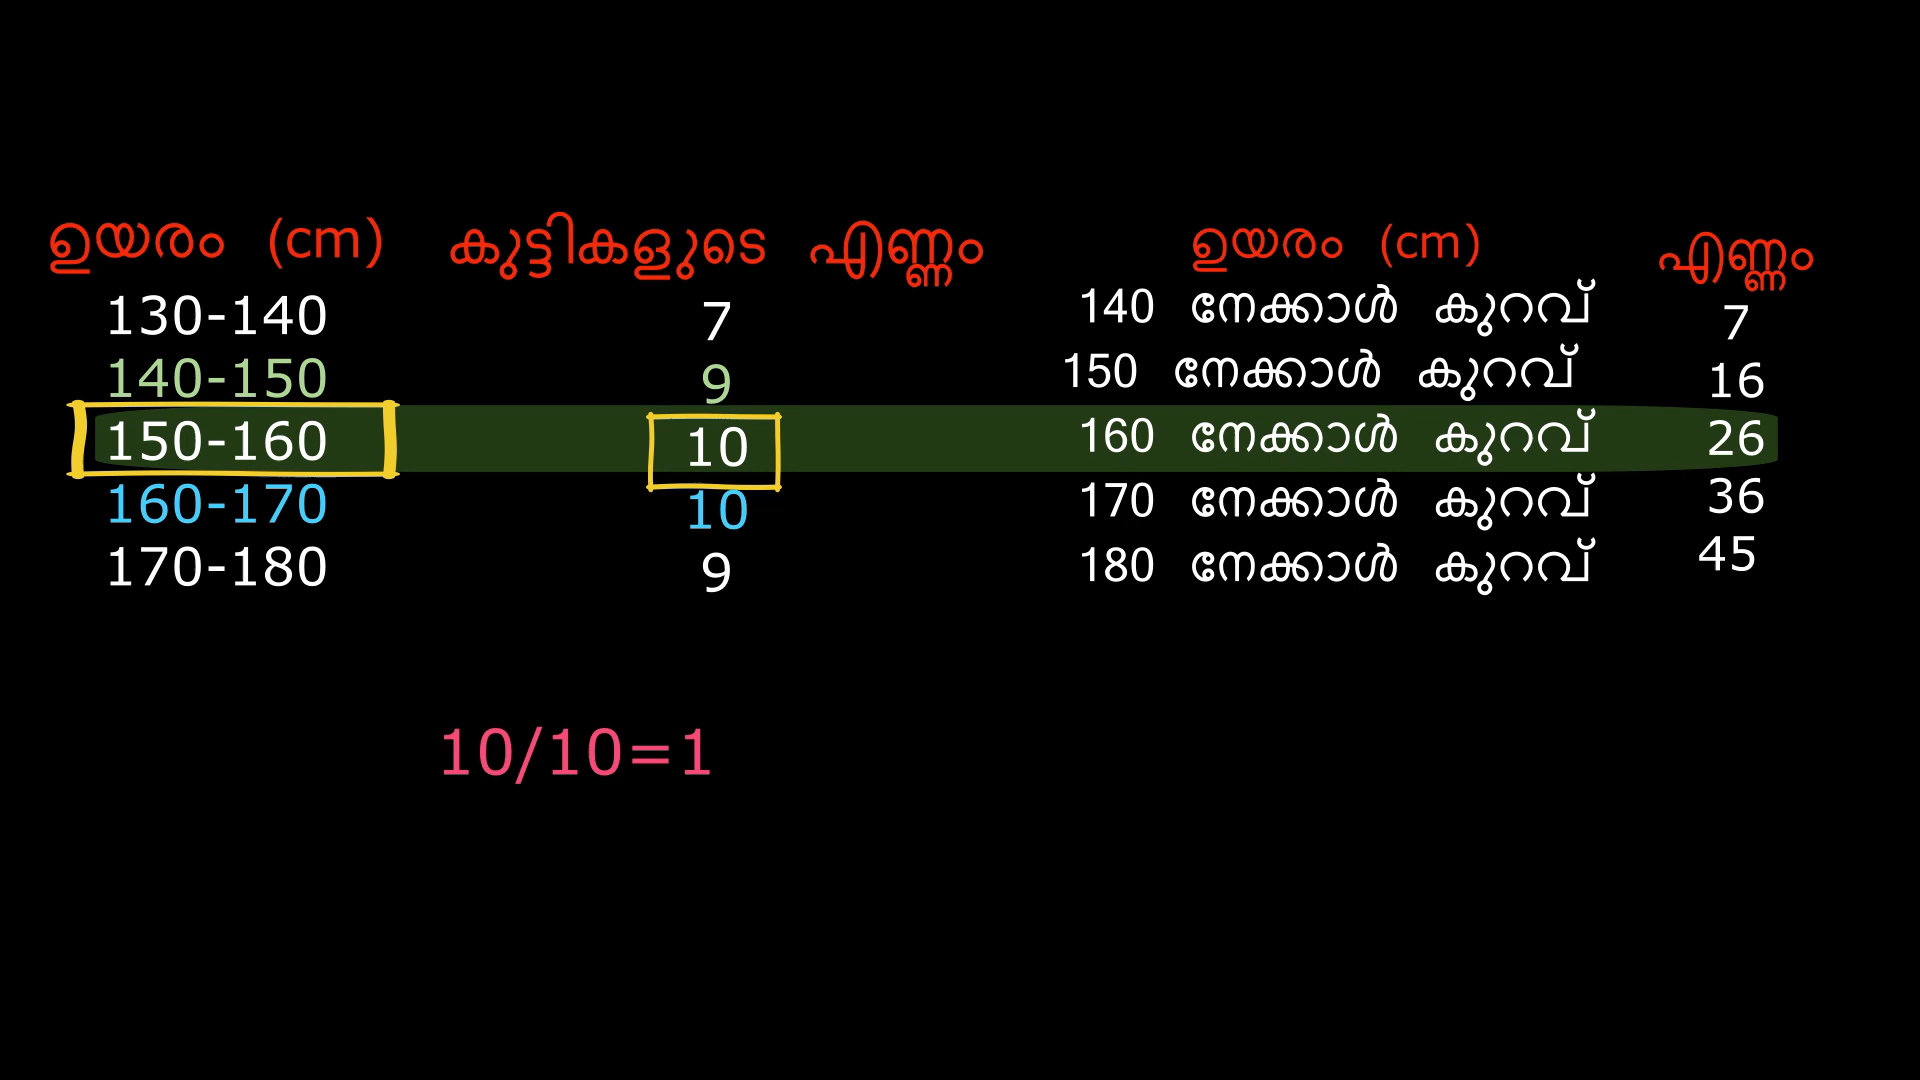 ഉയരം (cm) കുട്ടികളുടെ എണ്ണം ഉയരം (cm) എണ്ണം
130-140 7 140 നേക്കാൾ കുറവ് 7
140-150 9 150 നേക്കാൾ കുറവ് 16
150-160 10 160 നേക്കാൾ കുറവ് 26
160-170 10 170 നേക്കാൾ കുറവ് 36
170-180 9 180 നേക്കാൾ കുറവ് 45
10/10=1